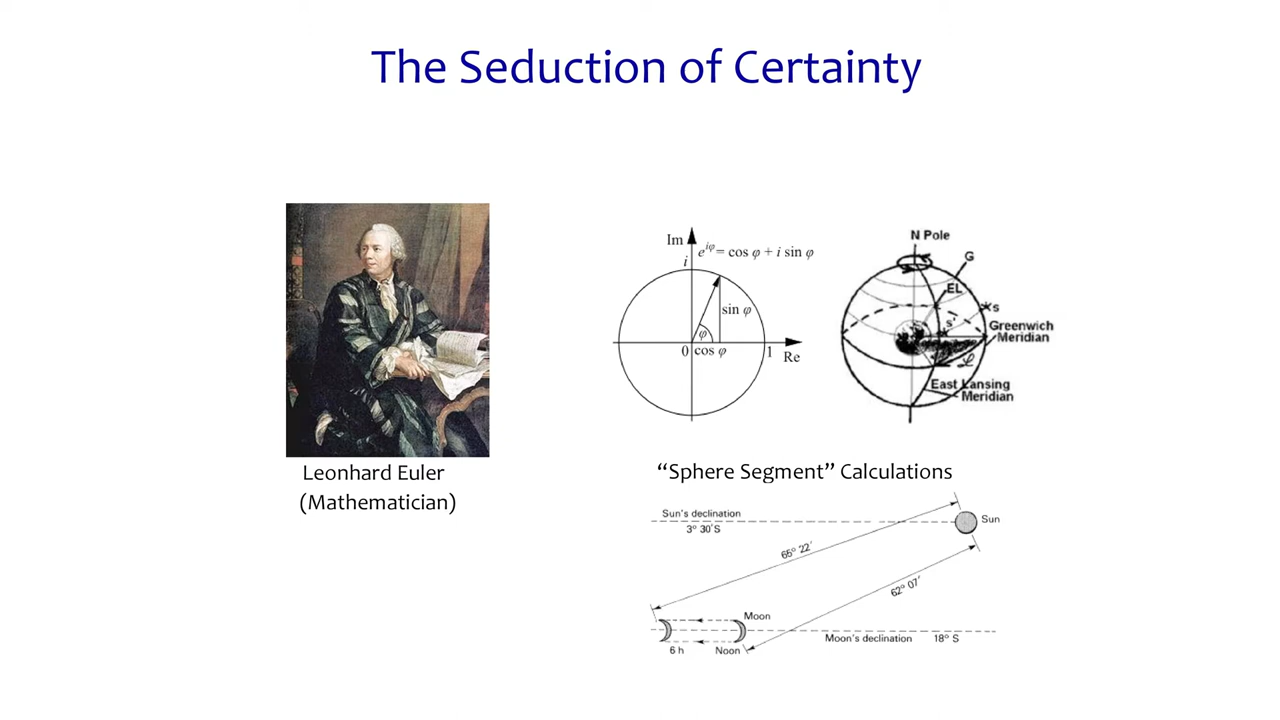 The Seduction of Certainty
Leonhard Euler
(Mathematician)
Im
i
e^{iφ} = cos φ + i sin φ
sin φ
φ
0 cos φ 1 Re
N Pole
G
EL
S
S'
Greenwich
Meridian
East Lansing
Meridian
“Sphere Segment” Calculations
Sun's declination
3° 30'S
Sun
65° 22'
62° 07'
Moon
Moon's declination 18° S
6 h Noon